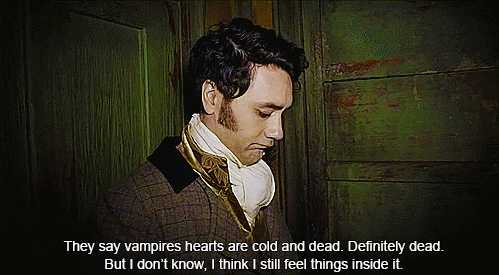 They say vampires hearts are cold and dead. Definitely dead.
But I don't know, I think I still feel things inside it.